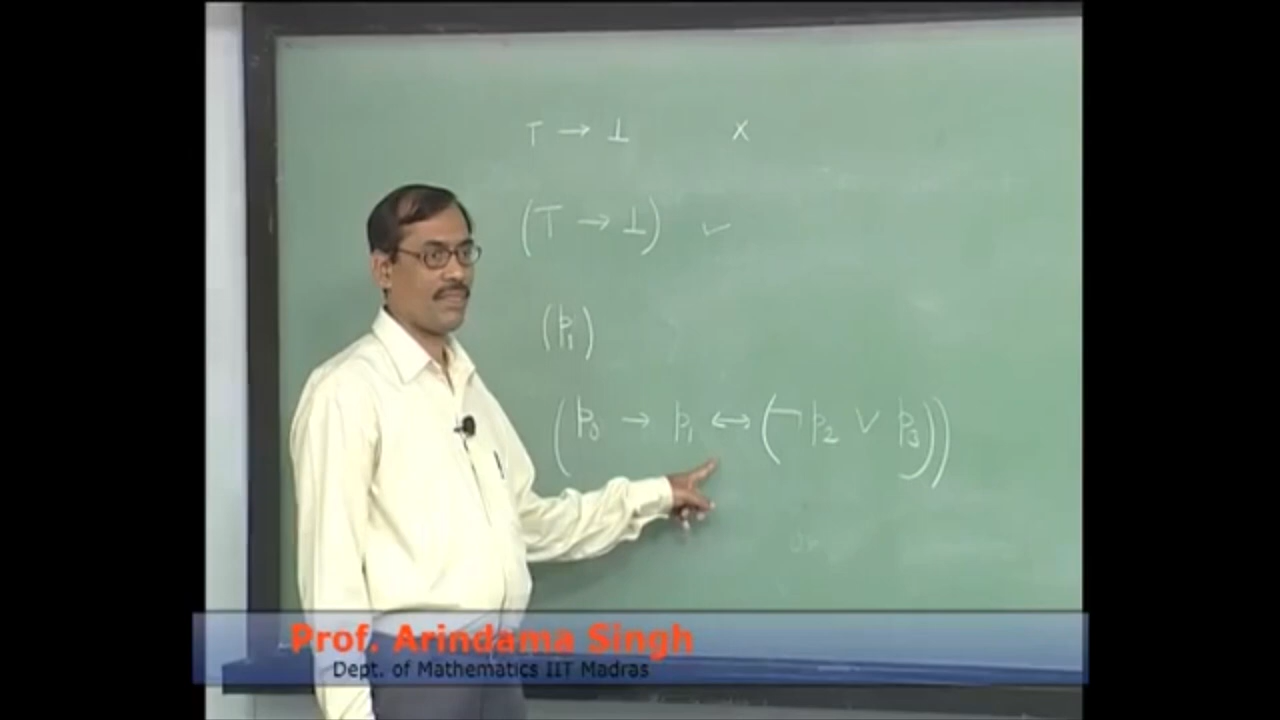 ⊤ → ⊥ ×
(⊤ → ⊥) ✓
(p₁)
(p₀ → p₁ ↔ (¬p₂ ∨ p₃))
Prof. Arindama Singh
Dept. of Mathematics IIT Madras